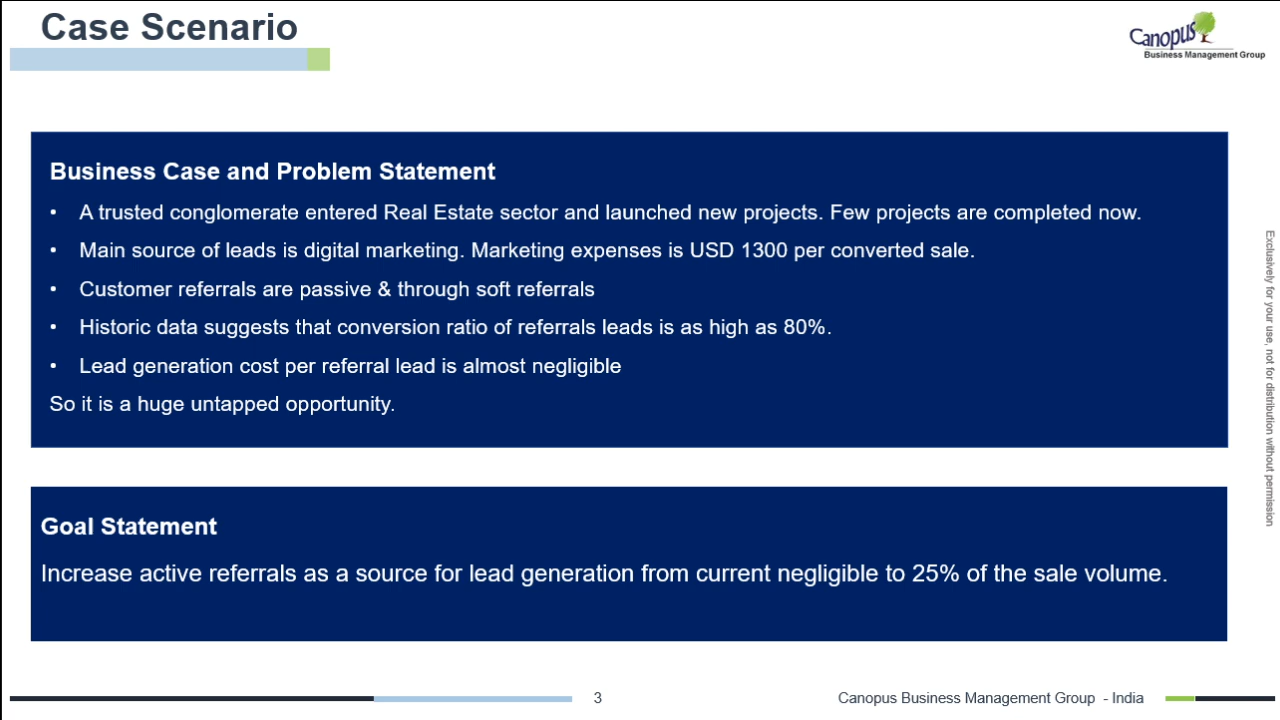 Case Scenario
Canopus
Business Management Group
Business Case and Problem Statement
• A trusted conglomerate entered Real Estate sector and launched new projects. Few projects are completed now.
• Main source of leads is digital marketing. Marketing expenses is USD 1300 per converted sale.
• Customer referrals are passive & through soft referrals
• Historic data suggests that conversion ratio of referrals leads is as high as 80%.
• Lead generation cost per referral lead is almost negligible
So it is a huge untapped opportunity.
Exclusively for your use, not for distribution without permission
Goal Statement
Increase active referrals as a source for lead generation from current negligible to 25% of the sale volume.
3
Canopus Business Management Group - India